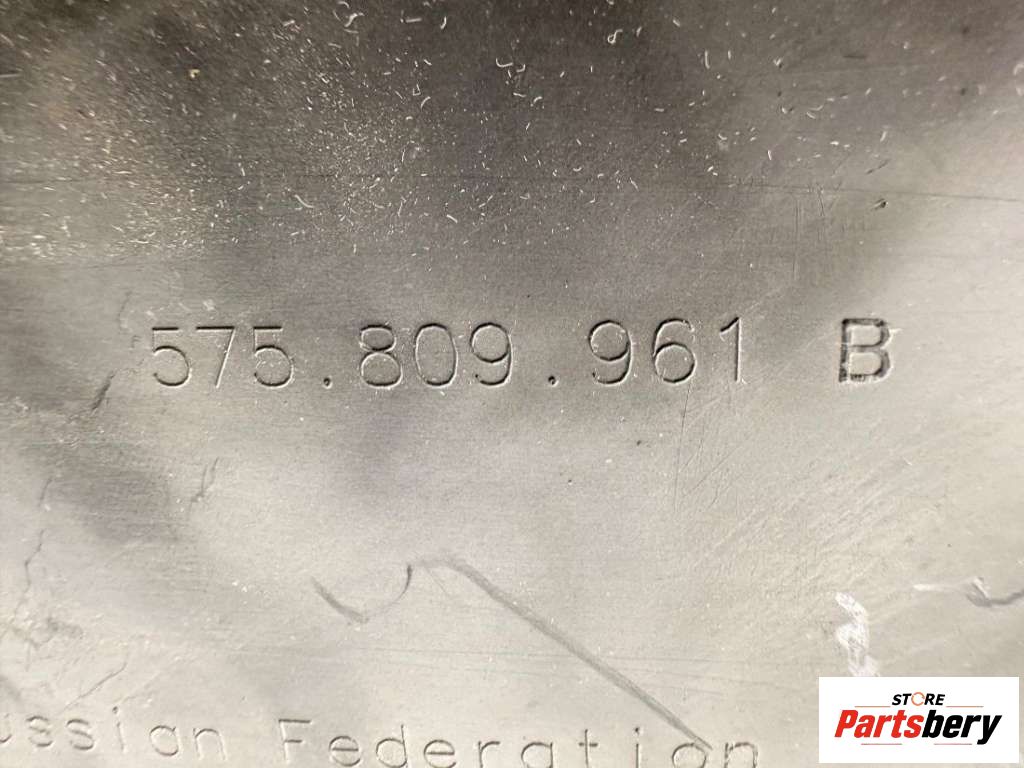 575.809.961 B
ussian Federation
STORE
Partsbery